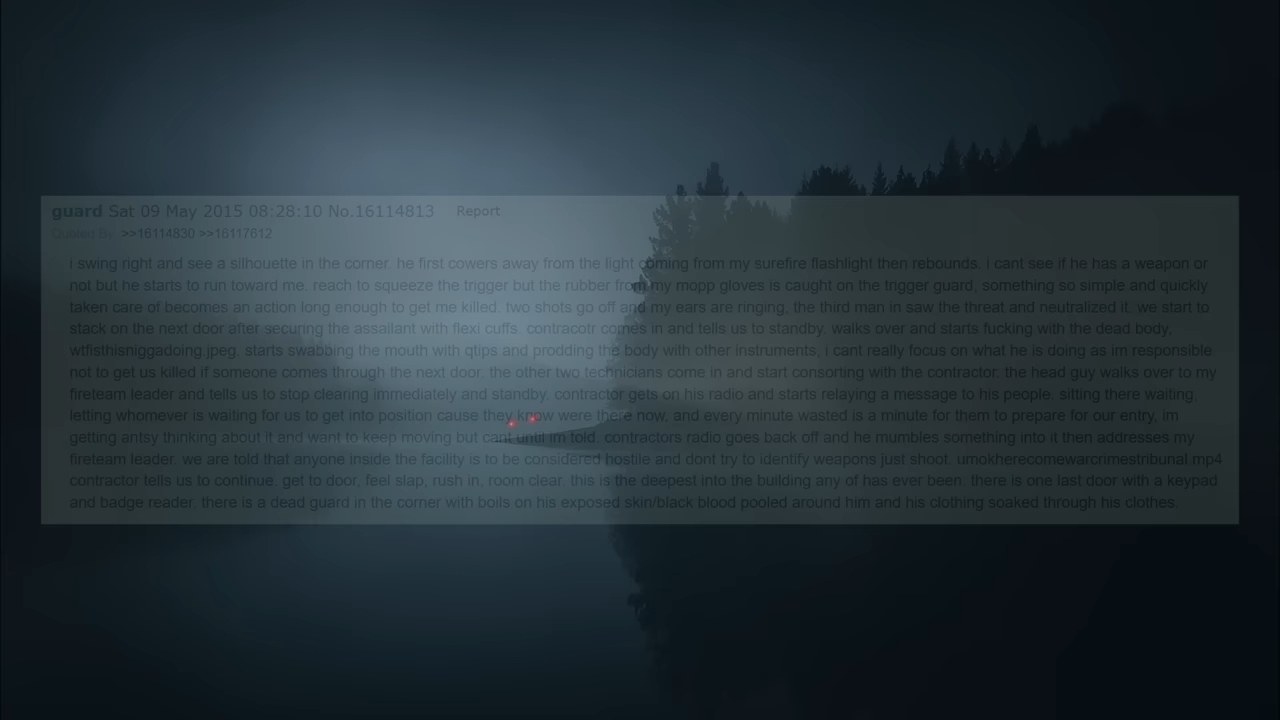 guard Sat 09 May 2015 08:28:10 No.16114813 Report
Quoted By: >>16114830 >>16117612
i swing right and see a silhouette in the corner. he first cowers away from the light coming from my surefire flashlight then rebounds. i cant see if he has a weapon or
not but he starts to run toward me. reach to squeeze the trigger but the rubber from my mopp gloves is caught on the trigger guard, something so simple and quickly
taken care of becomes an action long enough to get me killed. two shots go off and my ears are ringing, the third man in saw the threat and neutralized it. we start to
stack on the next door after securing the assailant with flexi cuffs. contracotr comes in and tells us to standby. walks over and starts fucking with the dead body,
wtfisthisniggadoing.jpeg. starts swabbing the mouth with qtips and prodding the body with other instruments, i cant really focus on what he is doing as im responsible
not to get us killed if someone comes through the next door. the other two technicians come in and start consorting with the contractor. the head guy walks over to my
fireteam leader and tells us to stop clearing immediately and standby. contractor gets on his radio and starts relaying a message to his people. sitting there waiting,
letting whomever is waiting for us to get into position cause they know were there now, and every minute wasted is a minute for them to prepare for our entry, im
getting antsy thinking about it and want to keep moving but cant until im told. contractors radio goes back off and he mumbles something into it then addresses my
fireteam leader. we are told that anyone inside the facility is to be considered hostile and dont try to identify weapons just shoot. umokherecomewarcrimestribunal.mp4
contractor tells us to continue. get to door, feel slap, rush in, room clear. this is the deepest into the building any of has ever been. there is one last door with a keypad
and badge reader. there is a dead guard in the corner with boils on his exposed skin/black blood pooled around him and his clothing soaked through his clothes.